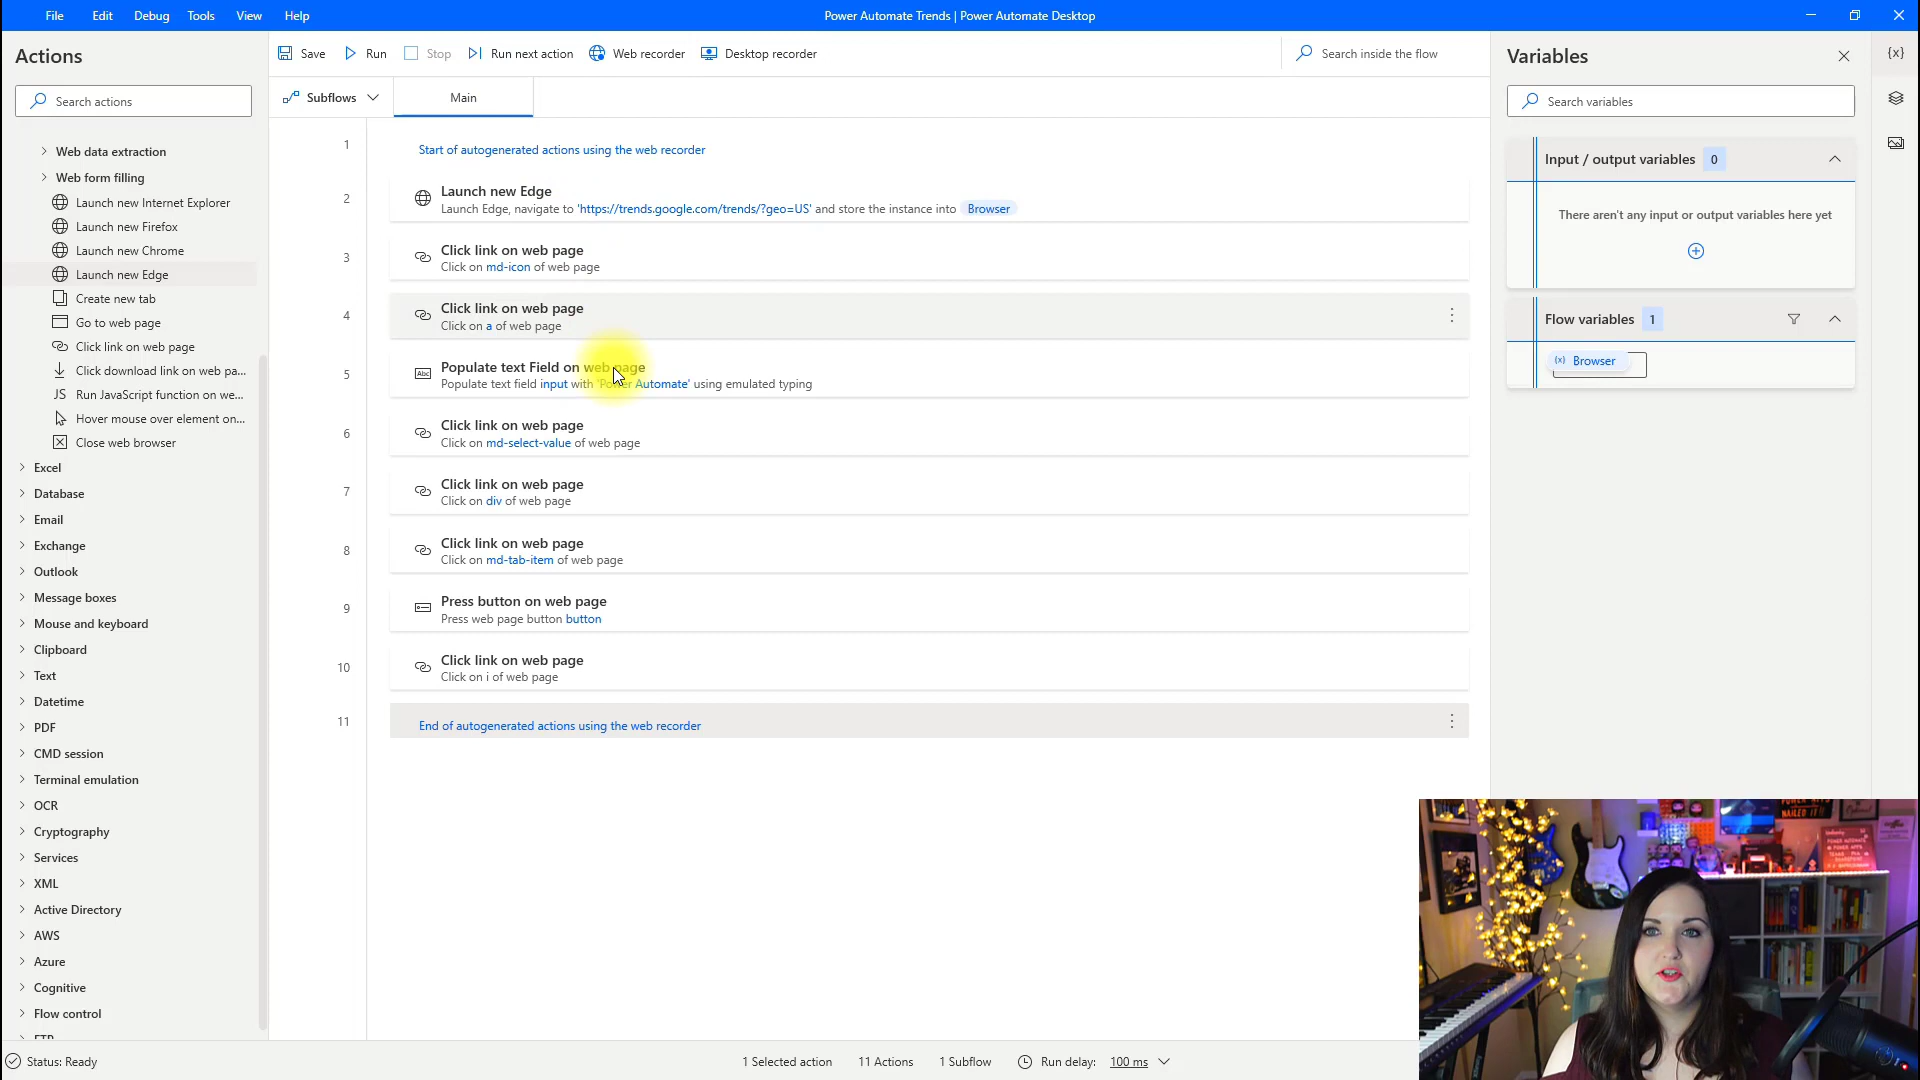 File Edit Debug Tools View Help
Power Automate Trends | Power Automate Desktop
Actions
Search actions
Web data extraction
Web form filling
Launch new Internet Explorer
Launch new Firefox
Launch new Chrome
Launch new Edge
Create new tab
Go to web page
Click link on web page
Click download link on web pa...
JS Run JavaScript function on we...
Hover mouse over element on...
Close web browser
Excel
Database
Email
Exchange
Outlook
Message boxes
Mouse and keyboard
Clipboard
Text
Datetime
PDF
CMD session
Terminal emulation
OCR
Cryptography
Services
XML
Active Directory
AWS
Azure
Cognitive
Flow control
FTP
Status: Ready
Save Run Stop Run next action Web recorder Desktop recorder
Search inside the flow
Subflows Main
1 Start of autogenerated actions using the web recorder
2 Launch new Edge
Launch Edge, navigate to 'https://trends.google.com/trends/?geo=US' and store the instance into Browser
3 Click link on web page
Click on md-icon of web page
4 Click link on web page
Click on a of web page
5 Abc Populate text Field on web page
Populate text field input with 'Power Automate' using emulated typing
6 Click link on web page
Click on md-select-value of web page
7 Click link on web page
Click on div of web page
8 Click link on web page
Click on md-tab-item of web page
9 Press button on web page
Press web page button button
10 Click link on web page
Click on i of web page
11 End of autogenerated actions using the web recorder
1 Selected action 11 Actions 1 Subflow Run delay: 100 ms
Variables
{x}
Search variables
Input / output variables 0
There aren't any input or output variables here yet
Flow variables 1
{x} Browser
NAILED IT!!